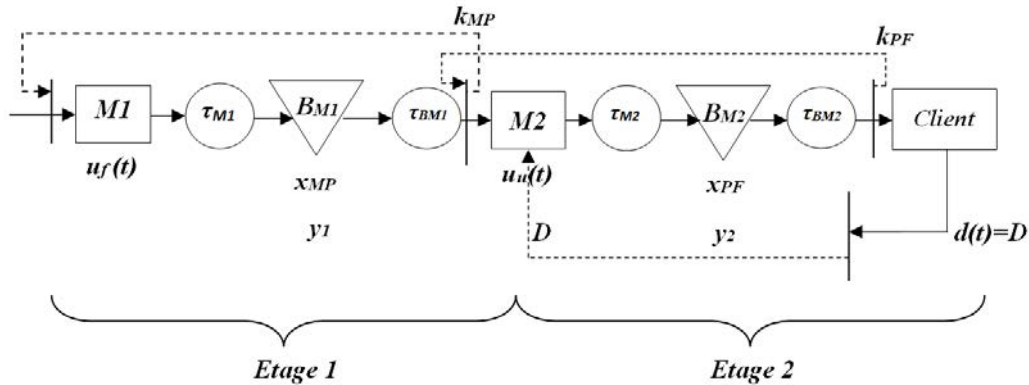 kMP
kPF
M1 τM1 BM1 τBM1 M2 τM2 BM2 τBM2 Client
uf (t) uu(t)
xMP xPF
y1 D y2 d(t)=D
Etage 1 Etage 2